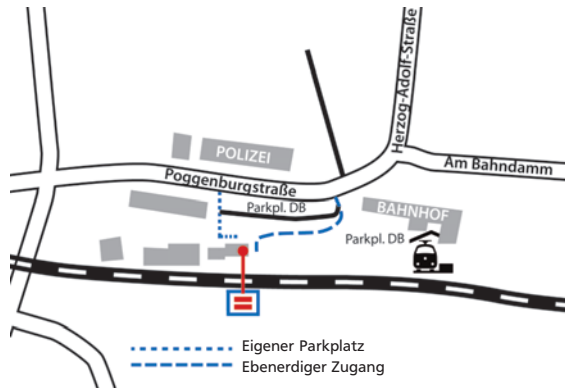 Herzog-Adolf-Straße
POLIZEI
Am Bahndamm
Poggenburgstraße
Parkpl. DB
BAHNHOF
Parkpl. DB
Eigener Parkplatz
Ebenerdiger Zugang